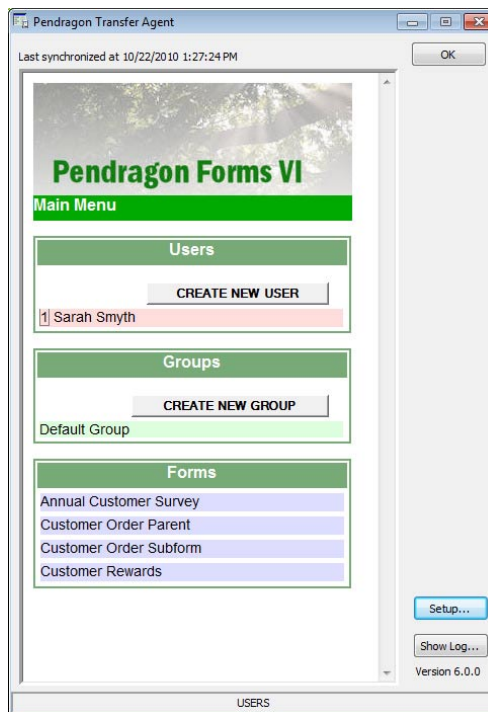 Pendragon Transfer Agent
Last synchronized at 10/22/2010 1:27:24 PM
OK
Pendragon Forms VI
Main Menu
Users
CREATE NEW USER
1 Sarah Smyth
Groups
CREATE NEW GROUP
Default Group
Forms
Annual Customer Survey
Customer Order Parent
Customer Order Subform
Customer Rewards
Setup...
Show Log...
Version 6.0.0
USERS